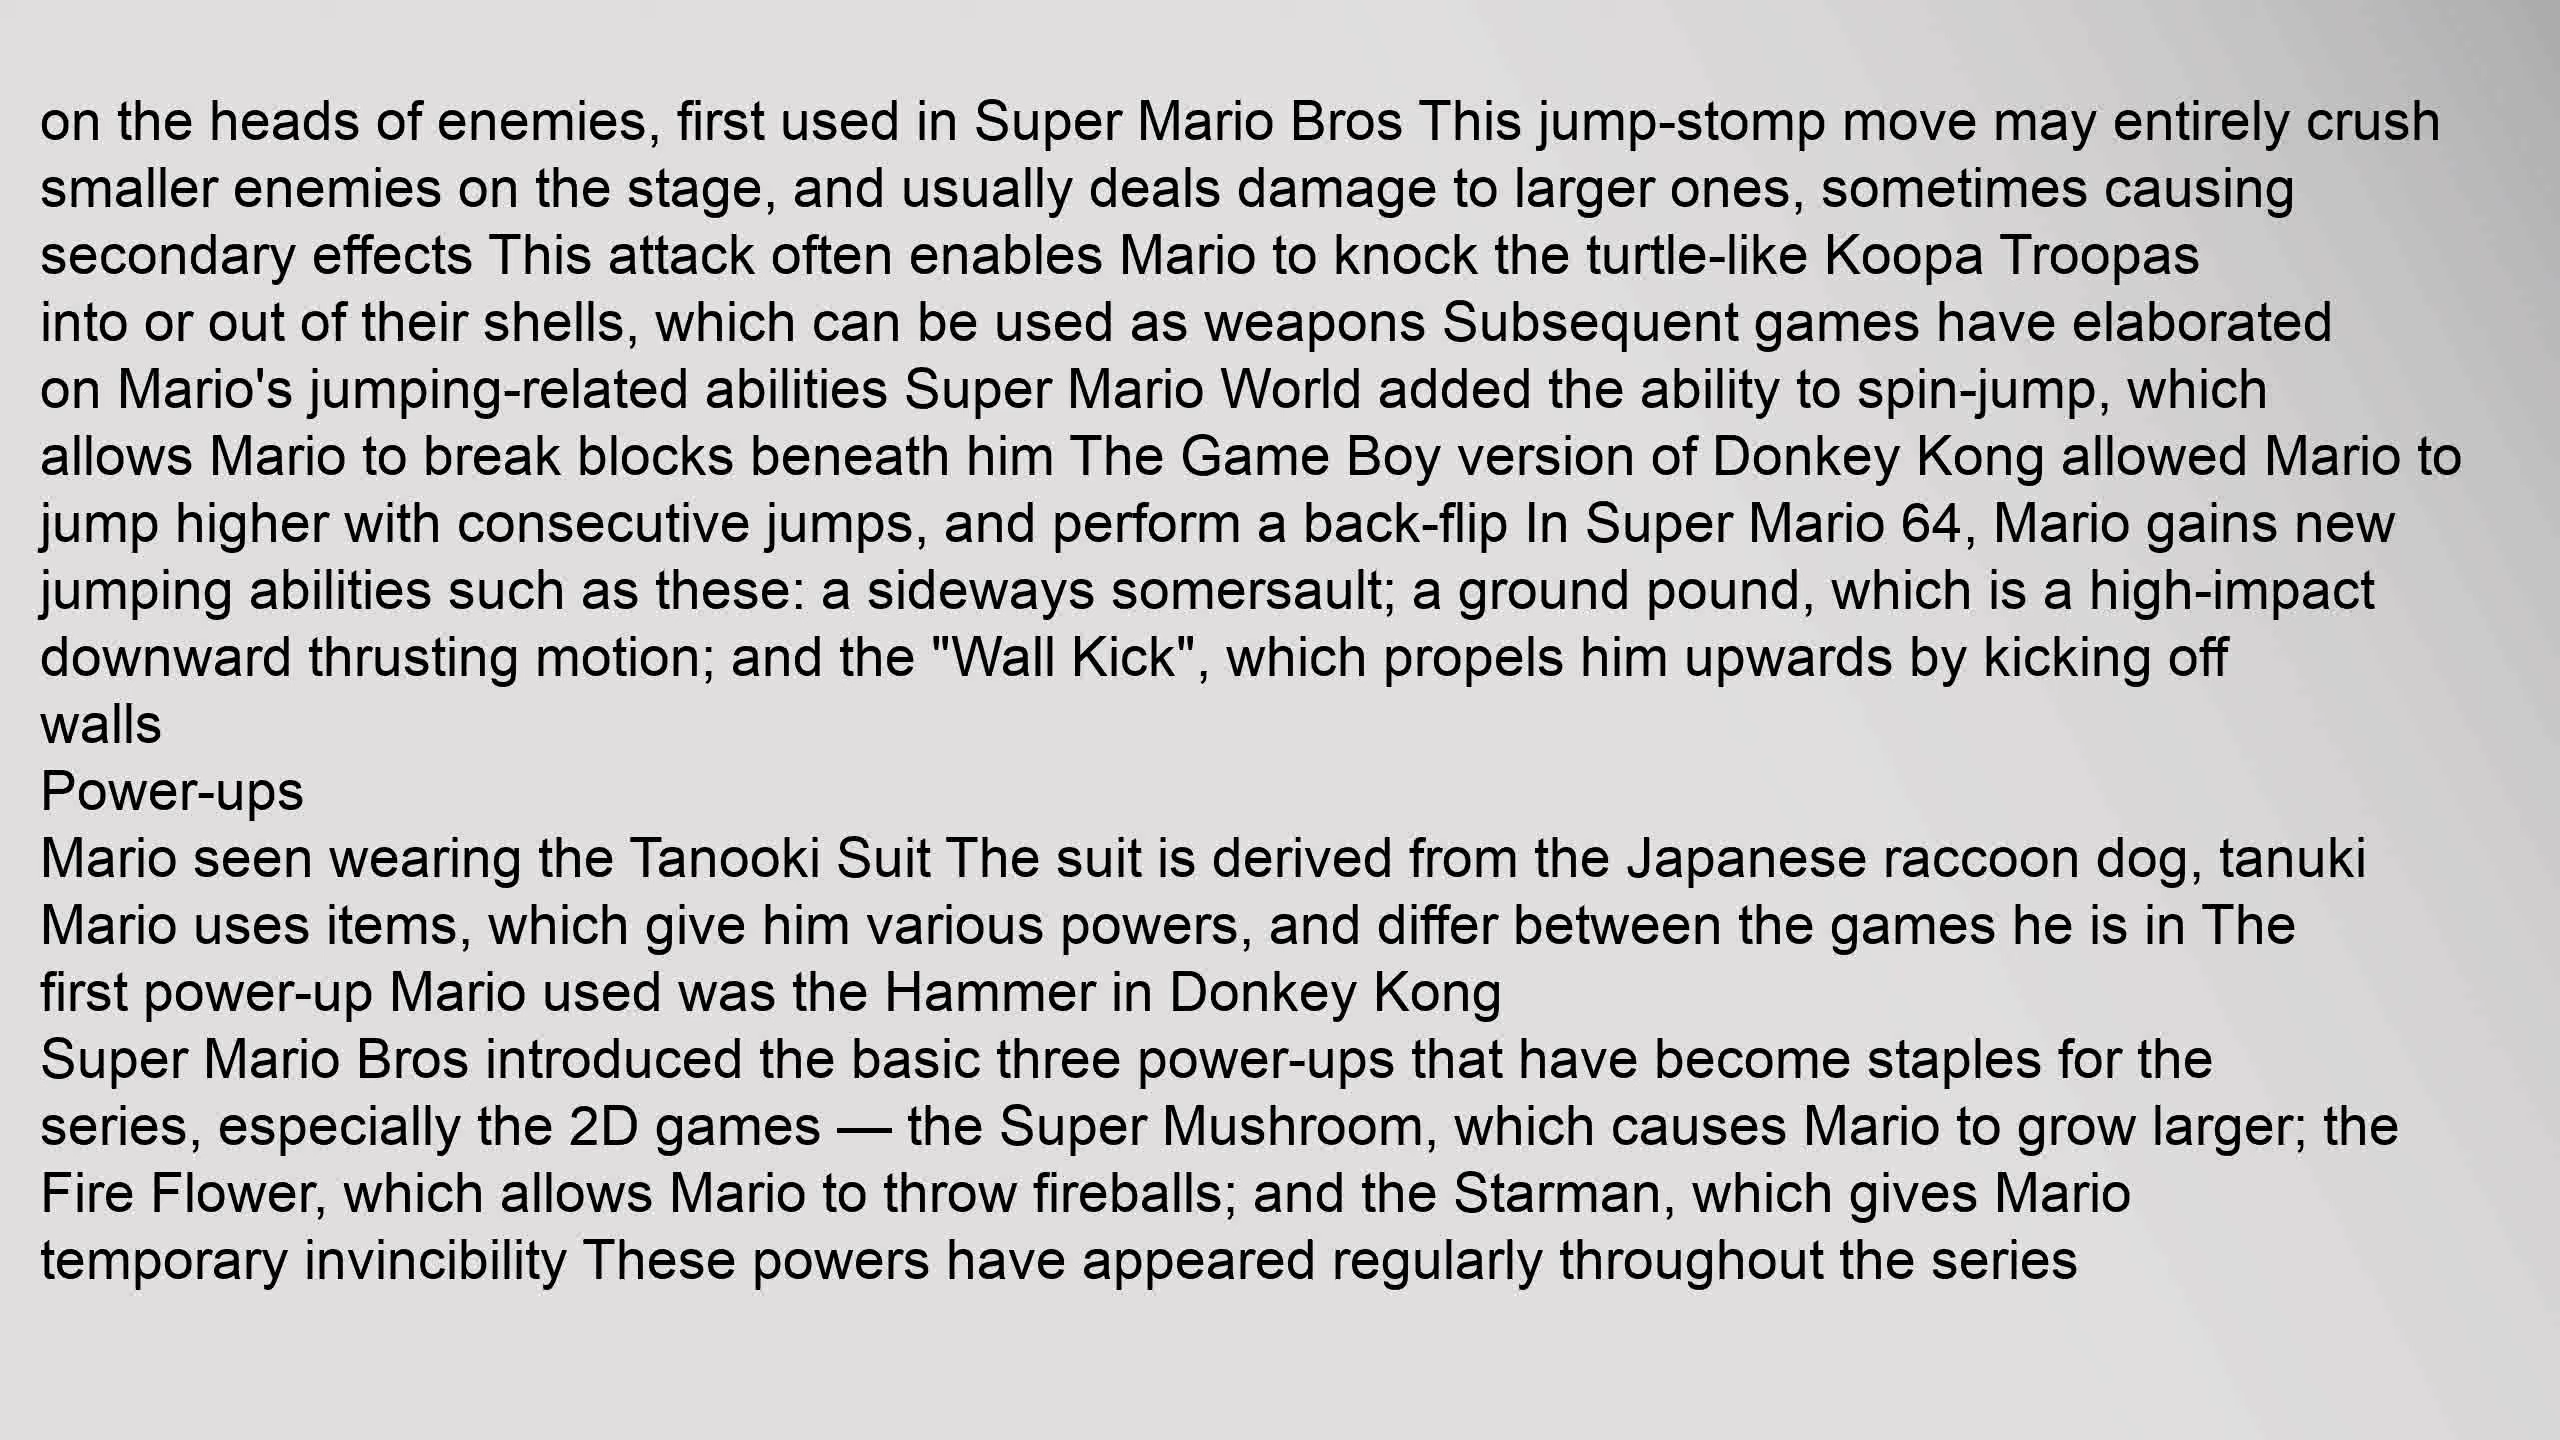 on the heads of enemies, first used in Super Mario Bros This jump-stomp move may entirely crush
smaller enemies on the stage, and usually deals damage to larger ones, sometimes causing
secondary effects This attack often enables Mario to knock the turtle-like Koopa Troopas
into or out of their shells, which can be used as weapons Subsequent games have elaborated
on Mario's jumping-related abilities Super Mario World added the ability to spin-jump, which
allows Mario to break blocks beneath him The Game Boy version of Donkey Kong allowed Mario to
jump higher with consecutive jumps, and perform a back-flip In Super Mario 64, Mario gains new
jumping abilities such as these: a sideways somersault; a ground pound, which is a high-impact
downward thrusting motion; and the "Wall Kick", which propels him upwards by kicking off
walls
Power-ups
Mario seen wearing the Tanooki Suit The suit is derived from the Japanese raccoon dog, tanuki
Mario uses items, which give him various powers, and differ between the games he is in The
first power-up Mario used was the Hammer in Donkey Kong
Super Mario Bros introduced the basic three power-ups that have become staples for the
series, especially the 2D games — the Super Mushroom, which causes Mario to grow larger; the
Fire Flower, which allows Mario to throw fireballs; and the Starman, which gives Mario
temporary invincibility These powers have appeared regularly throughout the series